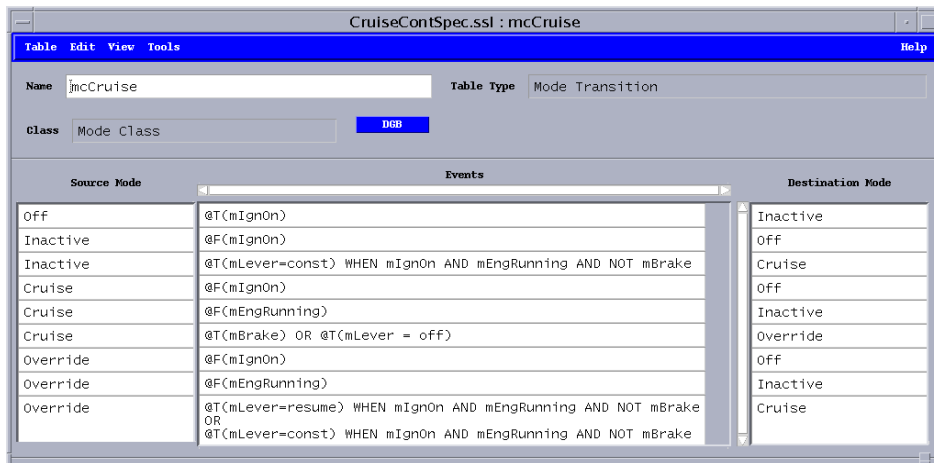 CruiseContSpec.ssl : mcCruise
Table Edit View Tools Help
Name mcCruise Table Type Mode Transition
Class Mode Class DGB
Source Mode Events Destination Mode
Off @T(mIgnOn) Inactive
Inactive @F(mIgnOn) Off
Inactive @T(mLever=const) WHEN mIgnOn AND mEngRunning AND NOT mBrake Cruise
Cruise @F(mIgnOn) Off
Cruise @F(mEngRunning) Inactive
Cruise @T(mBrake) OR @T(mLever = off) Override
Override @F(mIgnOn) Off
Override @F(mEngRunning) Inactive
Override @T(mLever=resume) WHEN mIgnOn AND mEngRunning AND NOT mBrake Cruise
OR
@T(mLever=const) WHEN mIgnOn AND mEngRunning AND NOT mBrake